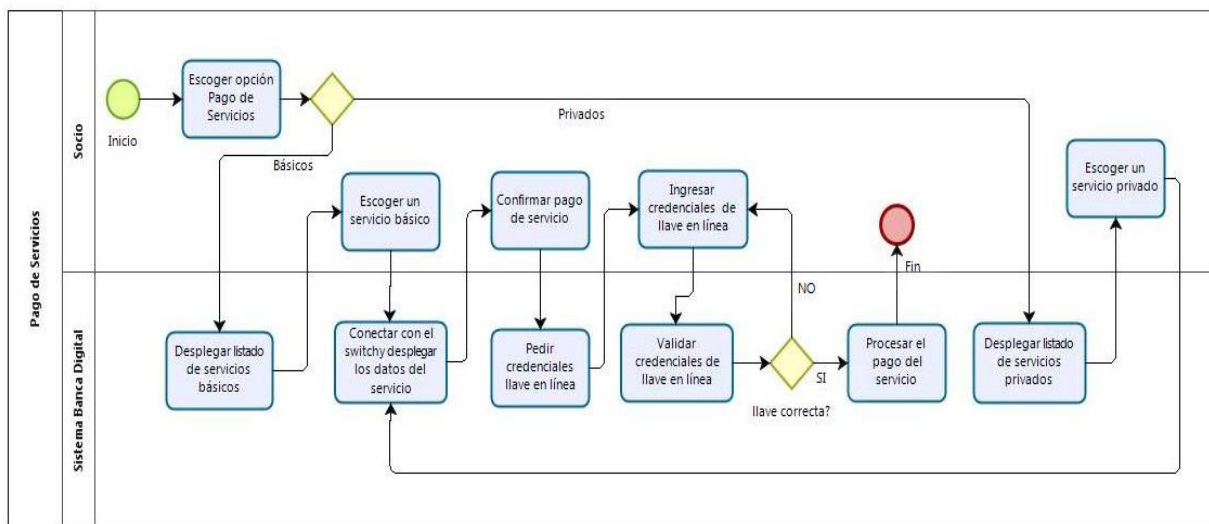 Pago de Servicios
Socio
Inicio
Escoger opción
Pago de
Servicios
Privados
Básicos
Escoger un
servicio básico
Confirmar pago
de servicio
Ingresar
credenciales de
llave en línea
Escoger un
servicio privado
Fin
NO
Sistema Banca Digital
Desplegar listado
de servicios
básicos
Conectar con el
switchy desplegar
los datos del
servicio
Pedir
credenciales
llave en línea
Validar
credenciales de
llave en línea
SI
llave correcta?
Procesar el
pago del
servicio
Desplegar listado
de servicios
privados